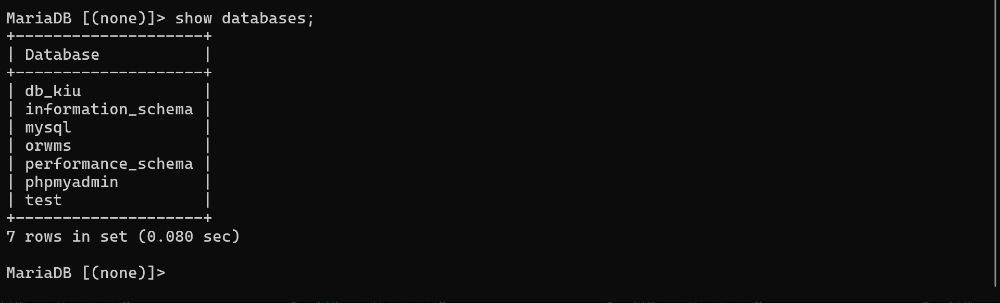 MariaDB [(none)]> show databases;
+--------------------+
| Database           |
+--------------------+
| db_kiu             |
| information_schema |
| mysql              |
| orwms              |
| performance_schema |
| phpmyadmin         |
| test               |
+--------------------+
7 rows in set (0.080 sec)
MariaDB [(none)]>